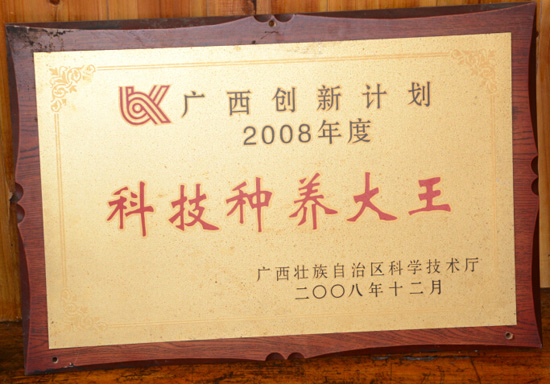 广西创新计划
2008年度
科技种养大王
广西壮族自治区科学技术厅
二〇〇八年十二月